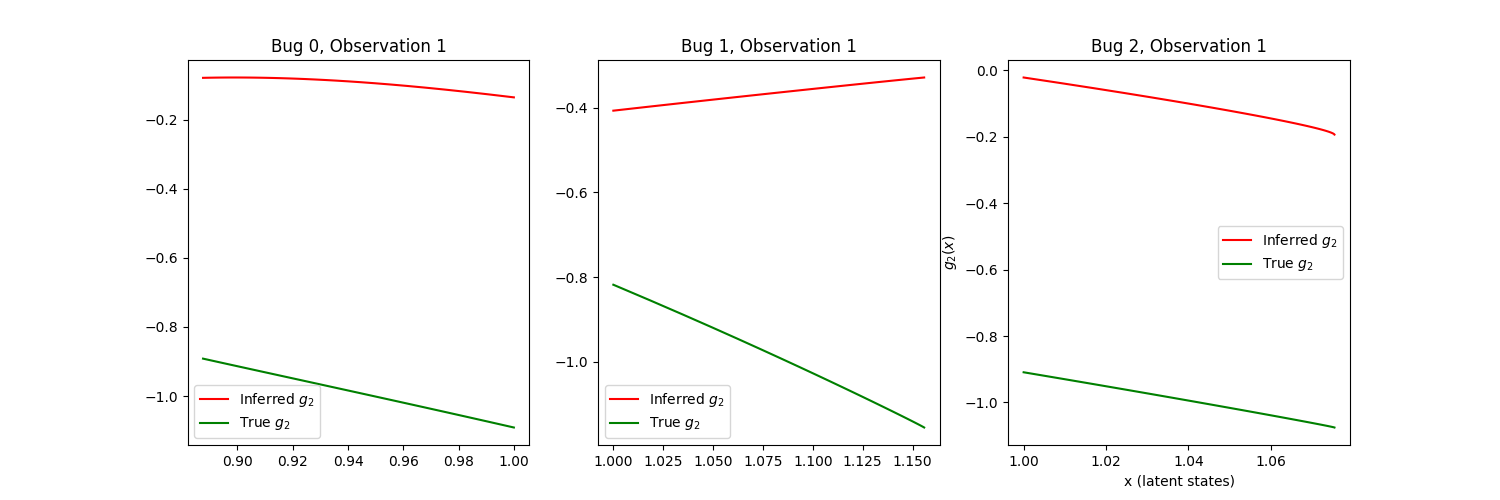 Bug 0, Observation 1
−0.2
−0.4
−0.6
−0.8
−1.0
Inferred g₂
True g₂
0.90 0.92 0.94 0.96 0.98 1.00
Bug 1, Observation 1
−0.4
−0.6
−0.8
−1.0
Inferred g₂
True g₂
1.000 1.025 1.050 1.075 1.100 1.125 1.150
Bug 2, Observation 1
g₂(x)
0.0
−0.2
−0.4
−0.6
−0.8
−1.0
Inferred g₂
True g₂
1.00 1.02 1.04 1.06
x (latent states)